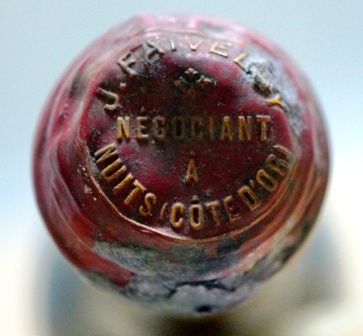 J. FAIVELEY
NÉGOCIANT
À
NUITS (CÔTE D'OR)